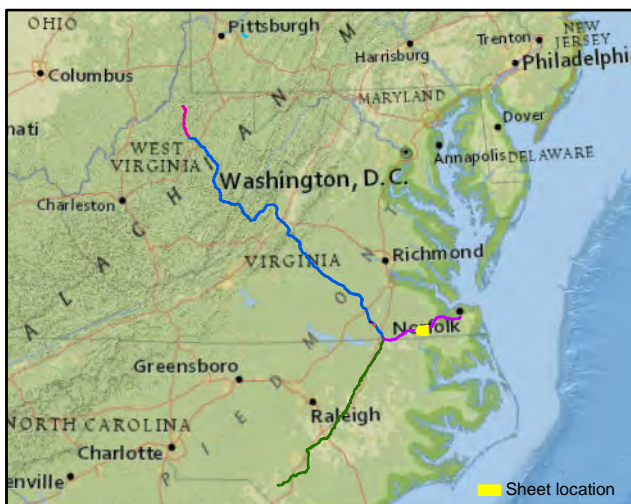 OHIO
Pittsburgh
NEW
JERSEY
Trenton
Harrisburg
Columbus
Philadelphia
MARYLAND
nati
Dover
WEST
VIRGINIA
Annapolis
DELAWARE
Washington, D.C.
Charleston
Richmond
VIRGINIA
Norfolk
Greensboro
Raleigh
NORTH CAROLINA
Charlotte
enville
A L A C H I A N M
P I E D M O N T
Sheet location